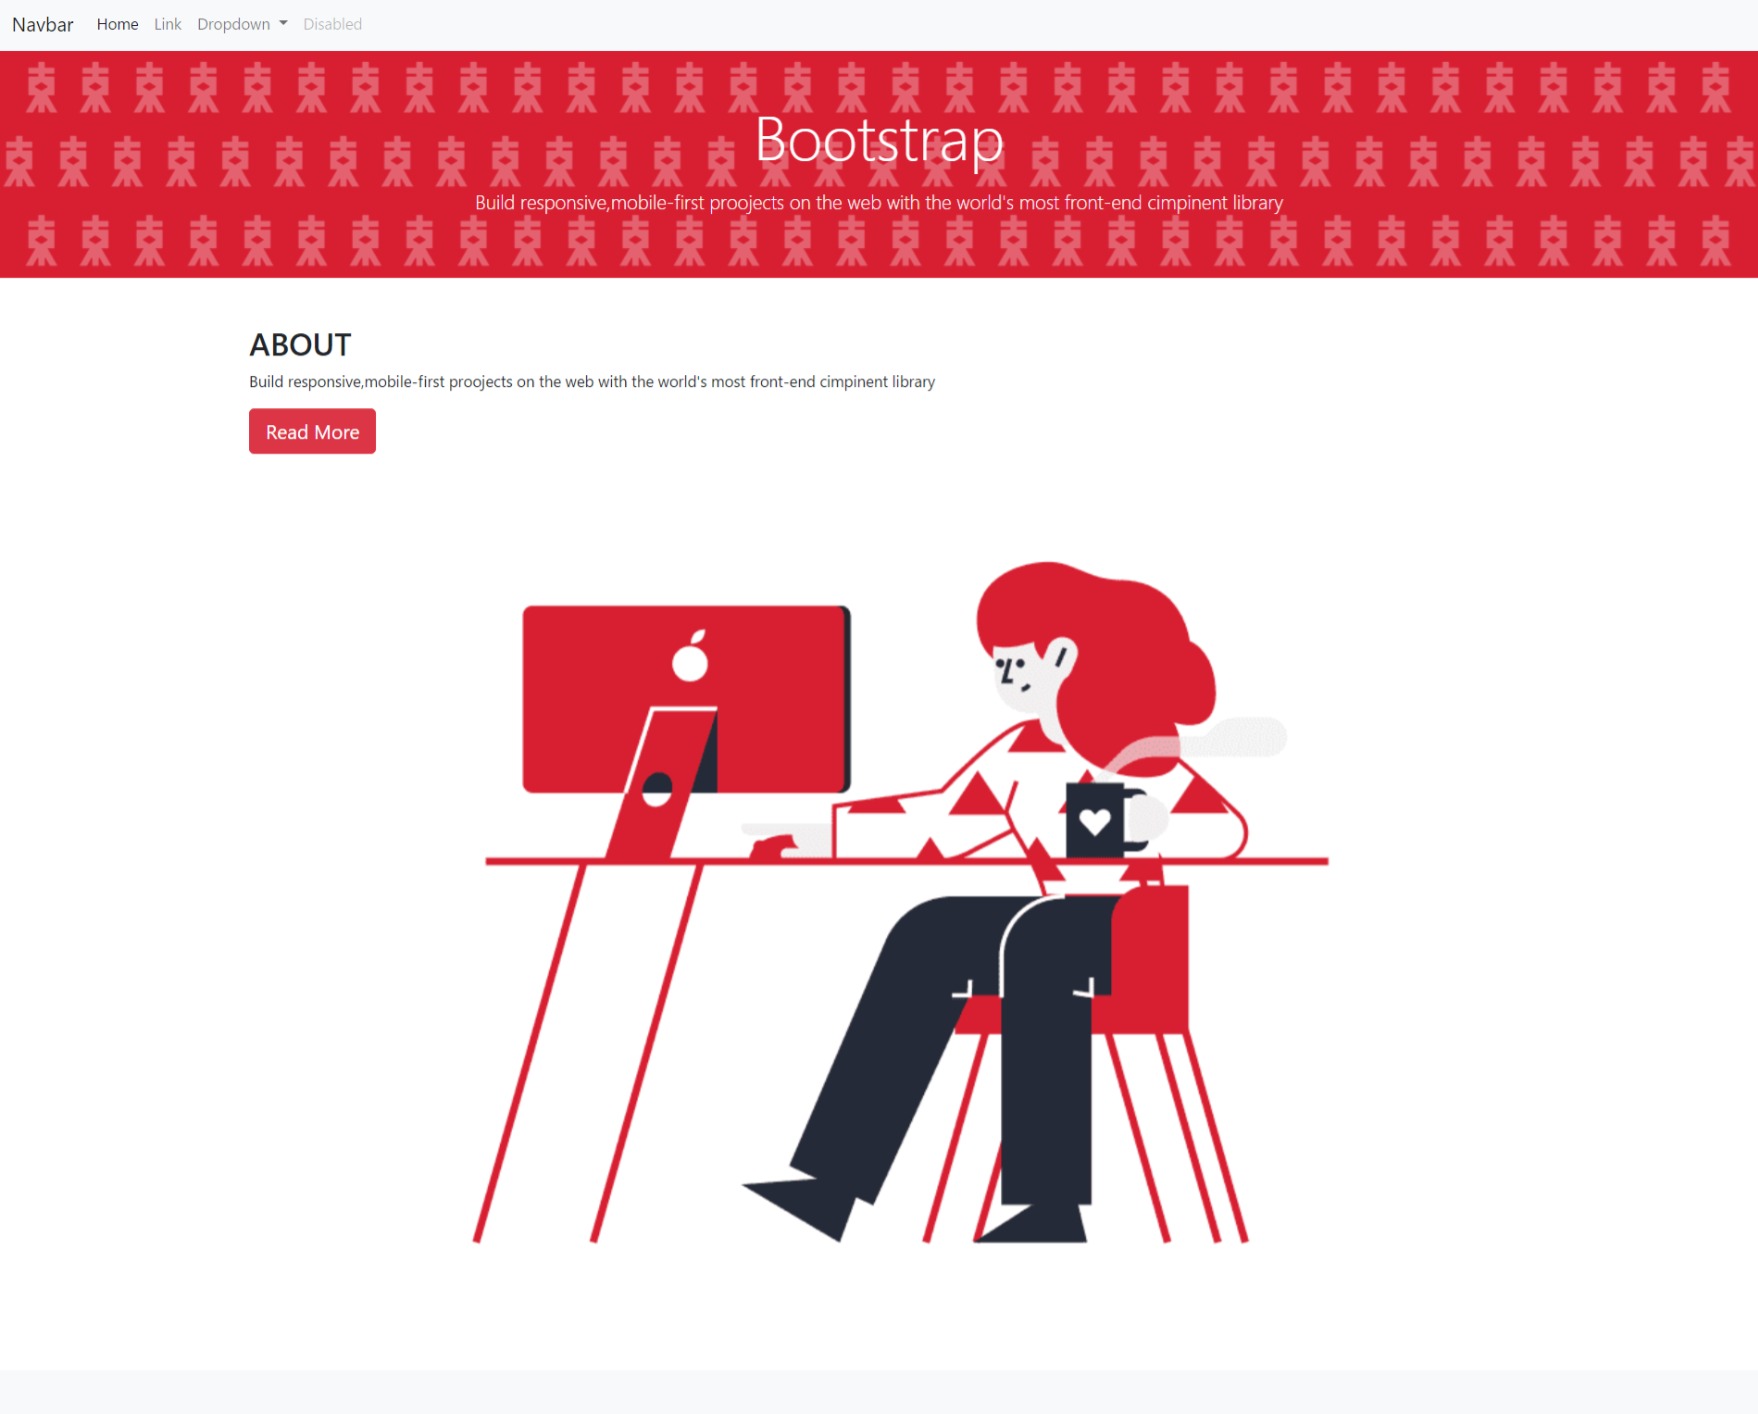 Navbar Home Link Dropdown Disabled
Bootstrap
Build responsive,mobile-first proojects on the web with the world's most front-end cimpinent library
ABOUT
Build responsive,mobile-first proojects on the web with the world's most front-end cimpinent library
Read More